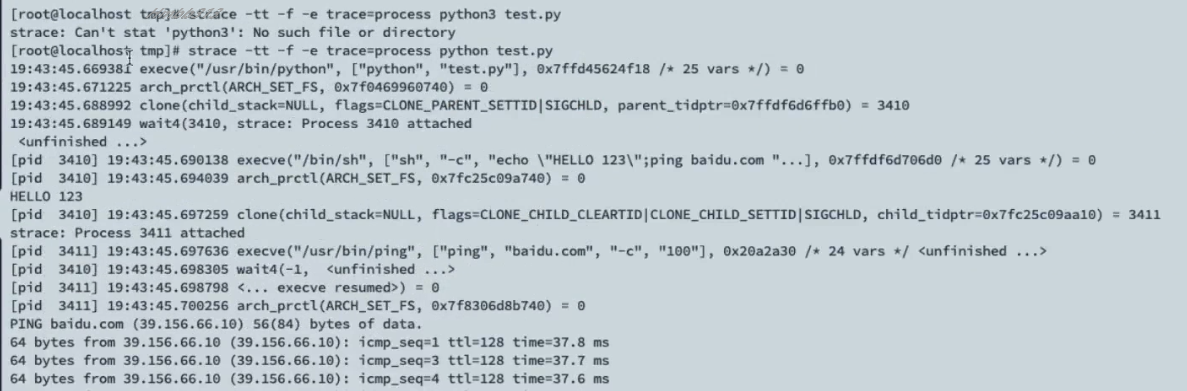 [root@localhost tmp]# strace -tt -f -e trace=process python3 test.py
strace: Can't stat 'python3': No such file or directory
[root@localhost tmp]# strace -tt -f -e trace=process python test.py
19:43:45.669381 execve("/usr/bin/python", ["python", "test.py"], 0x7ffd45624f18 /* 25 vars */) = 0
19:43:45.671225 arch_prctl(ARCH_SET_FS, 0x7f0469960740) = 0
19:43:45.688992 clone(child_stack=NULL, flags=CLONE_PARENT_SETTID|SIGCHLD, parent_tidptr=0x7ffdf6d6ffb0) = 3410
19:43:45.689149 wait4(3410, strace: Process 3410 attached
 <unfinished ...>
[pid  3410] 19:43:45.690138 execve("/bin/sh", ["sh", "-c", "echo \"HELLO 123\";ping baidu.com "...], 0x7ffdf6d706d0 /* 25 vars */) = 0
[pid  3410] 19:43:45.694039 arch_prctl(ARCH_SET_FS, 0x7fc25c09a740) = 0
HELLO 123
[pid  3410] 19:43:45.697259 clone(child_stack=NULL, flags=CLONE_CHILD_CLEARTID|CLONE_CHILD_SETTID|SIGCHLD, child_tidptr=0x7fc25c09aa10) = 3411
strace: Process 3411 attached
[pid  3411] 19:43:45.697636 execve("/usr/bin/ping", ["ping", "baidu.com", "-c", "100"], 0x20a2a30 /* 24 vars */ <unfinished ...>
[pid  3410] 19:43:45.698305 wait4(-1,  <unfinished ...>
[pid  3411] 19:43:45.698798 <... execve resumed>) = 0
[pid  3411] 19:43:45.700256 arch_prctl(ARCH_SET_FS, 0x7f8306d8b740) = 0
PING baidu.com (39.156.66.10) 56(84) bytes of data.
64 bytes from 39.156.66.10 (39.156.66.10): icmp_seq=1 ttl=128 time=37.8 ms
64 bytes from 39.156.66.10 (39.156.66.10): icmp_seq=3 ttl=128 time=37.7 ms
64 bytes from 39.156.66.10 (39.156.66.10): icmp_seq=4 ttl=128 time=37.6 ms